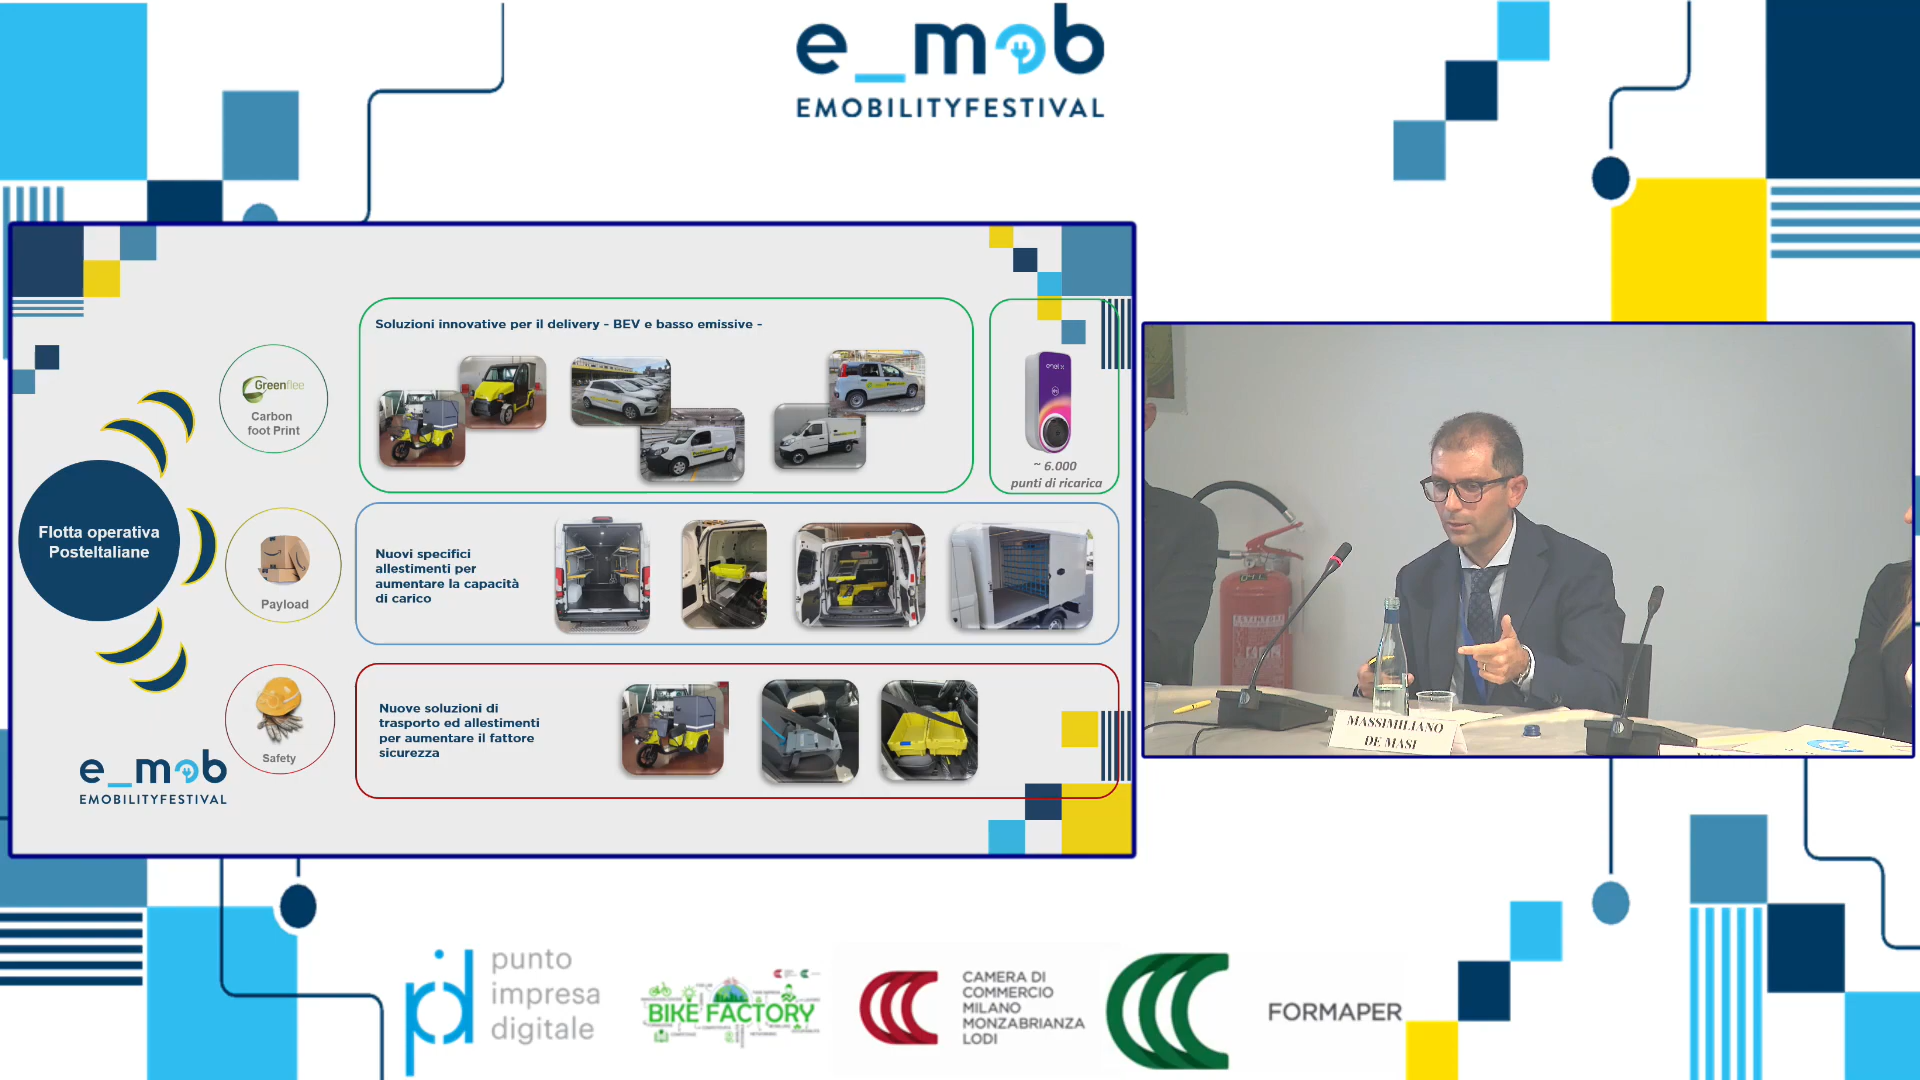 e_mob
EMOBILITYFESTIVAL
Soluzioni innovative per il delivery - BEV e basso emissive -
Greenflee
Carbon
foot Print
enel x
~ 6.000
punti di ricarica
Flotta operativa
PosteItaliane
Payload
Nuovi specifici
allestimenti per
aumentare la capacità
di carico
Safety
Nuove soluzioni di
trasporto ed allestimenti
per aumentare il fattore
sicurezza
e_mob
EMOBILITYFESTIVAL
MASSIMILIANO
DE MASI
punto
impresa
digitale
BIKE FACTORY
CAMERA DI
COMMERCIO
MILANO
MONZABRIANZA
LODI
FORMAPER